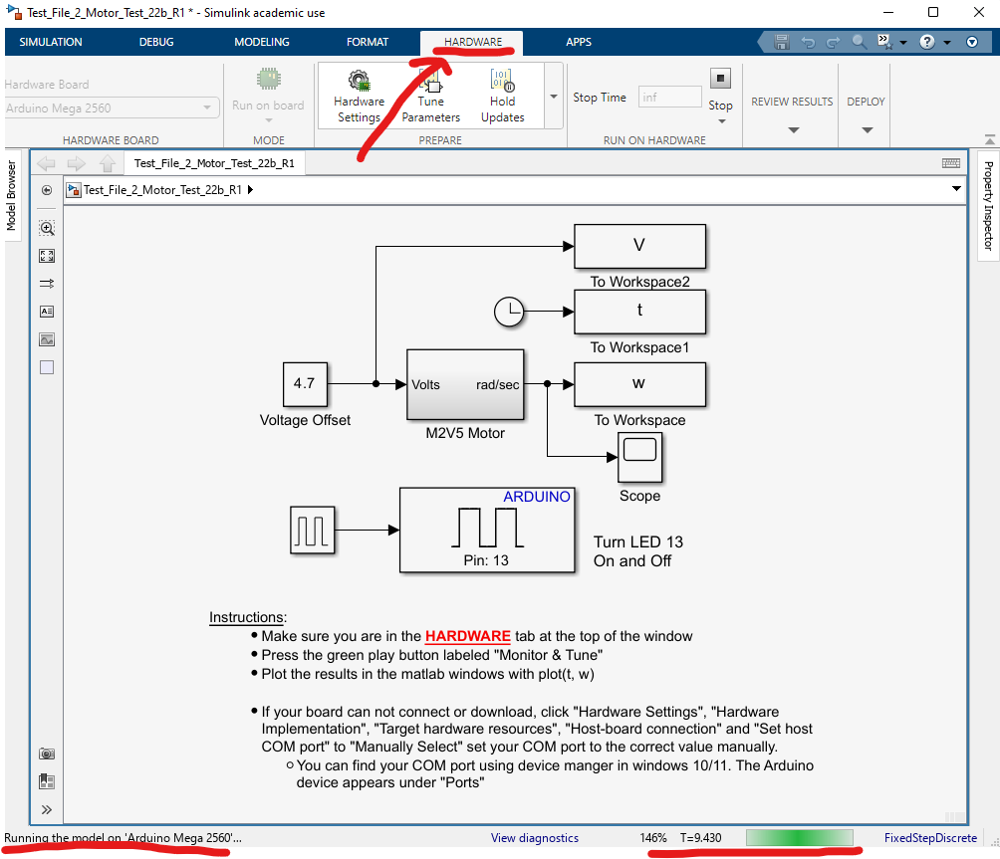 Test_File_2_Motor_Test_22b_R1 * - Simulink academic use
SIMULATION DEBUG MODELING FORMAT HARDWARE APPS
Hardware Board
Arduino Mega 2560
Run on board
Hardware Settings
Tune Parameters
Hold Updates
Stop Time inf
Stop
REVIEW RESULTS
DEPLOY
HARDWARE BOARD MODE PREPARE RUN ON HARDWARE
Model Browser
Test_File_2_Motor_Test_22b_R1
Test_File_2_Motor_Test_22b_R1
Property Inspector
V
To Workspace2
t
To Workspace1
4.7
Voltage Offset
Volts rad/sec
M2V5 Motor
w
To Workspace
Scope
ARDUINO
Pin: 13
Turn LED 13
On and Off
Instructions:
Make sure you are in the HARDWARE tab at the top of the window
Press the green play button labeled "Monitor & Tune"
Plot the results in the matlab windows with plot(t, w)
If your board can not connect or download, click "Hardware Settings", "Hardware
Implementation", "Target hardware resources", "Host-board connection" and "Set host
COM port" to "Manually Select" set your COM port to the correct value manually.
You can find your COM port using device manger in windows 10/11. The Arduino
device appears under "Ports"
Running the model on 'Arduino Mega 2560'... View diagnostics 146% T=9.430 FixedStepDiscrete